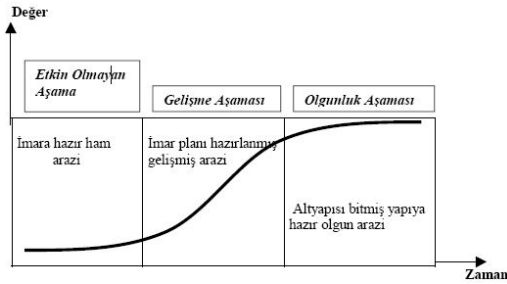 Değer
Etkin Olmayan
Aşama
Gelişme Aşaması
Olgunluk Aşaması
İmara hazır ham
arazi
İmar planı hazırlanmış
gelişmiş arazi
Altyapısı bitmiş yapıya
hazır olgun arazi
Zaman